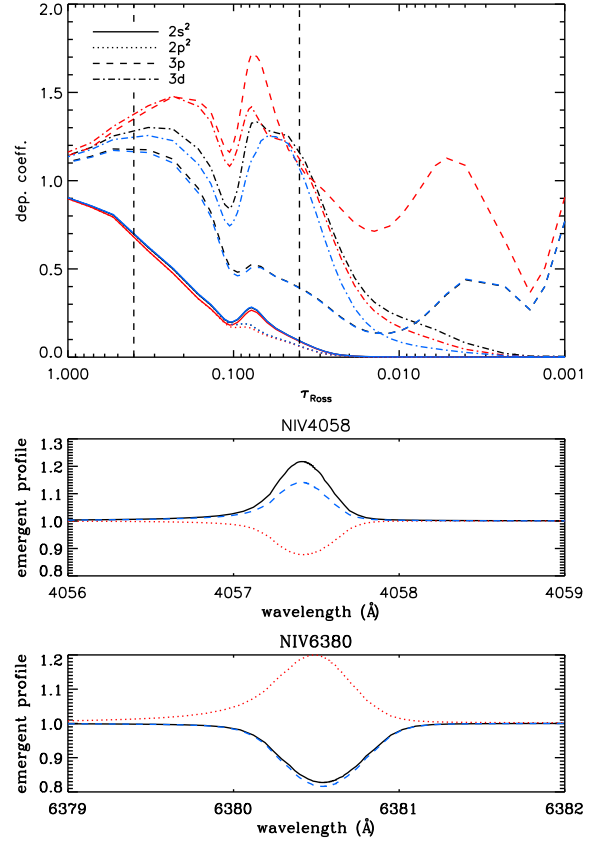 2.0
2s²
2p²
3p
3d
1.5
dep. coeff.
1.0
0.5
0.0
1.000 0.100 0.010 0.001
τRoss
NIV4058
1.3
1.2
1.1
1.0
0.9
0.8
emergent profile
4056 4057 4058 4059
wavelength (Å)
NIV6380
1.2
1.1
1.0
0.9
0.8
emergent profile
6379 6380 6381 6382
wavelength (Å)